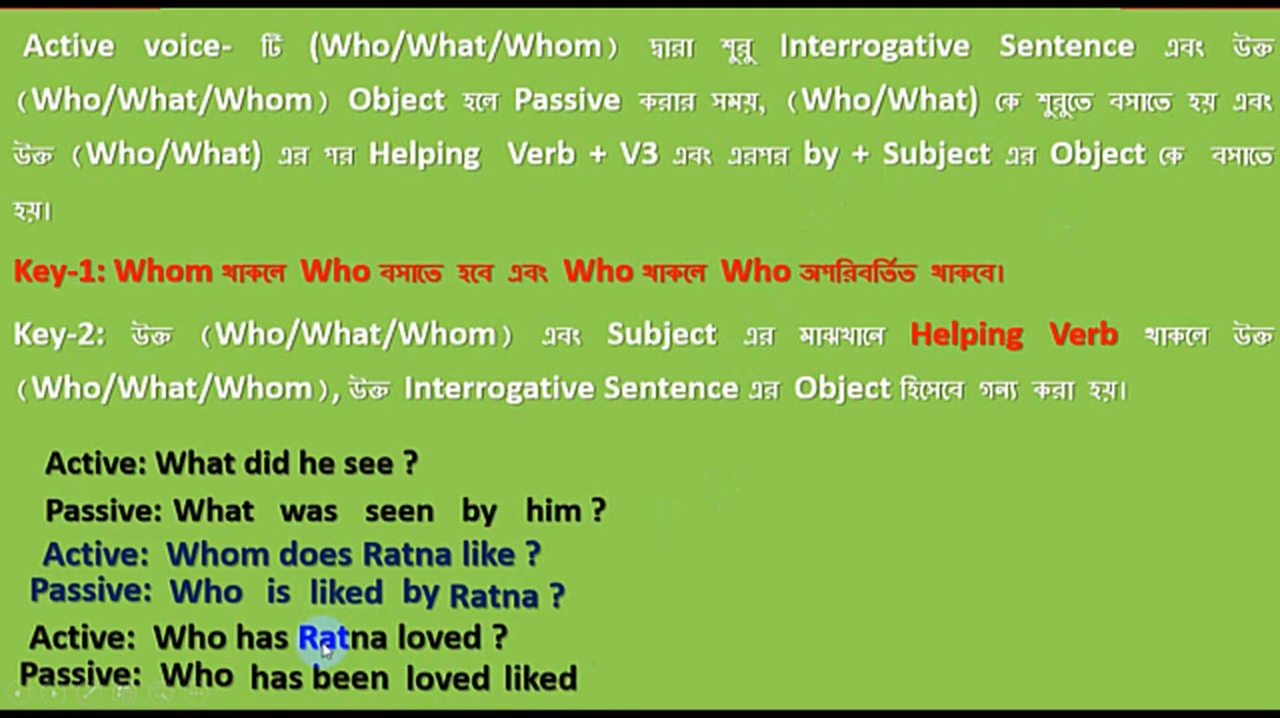 Active voice- টি (Who/What/Whom) দ্বারা শুরু Interrogative Sentence এবং উক্ত
(Who/What/Whom) Object হলে Passive করার সময়, (Who/What) কে শুরুতে বসাতে হয় এবং
উক্ত (Who/What) এর পর Helping Verb + V3 এবং এরপর by + Subject এর Object কে বসাতে
হয়।
Key-1: Whom থাকলে Who বসাতে হবে এবং Who থাকলে Who অপরিবর্তিত থাকবে।
Key-2: উক্ত (Who/What/Whom) এবং Subject এর মাঝখানে Helping Verb থাকলে উক্ত
(Who/What/Whom), উক্ত Interrogative Sentence এর Object হিসেবে গন্য করা হয়।
Active: What did he see ?
Passive: What was seen by him ?
Active: Whom does Ratna like ?
Passive: Who is liked by Ratna ?
Active: Who has Ratna loved ?
Passive: Who has been loved liked